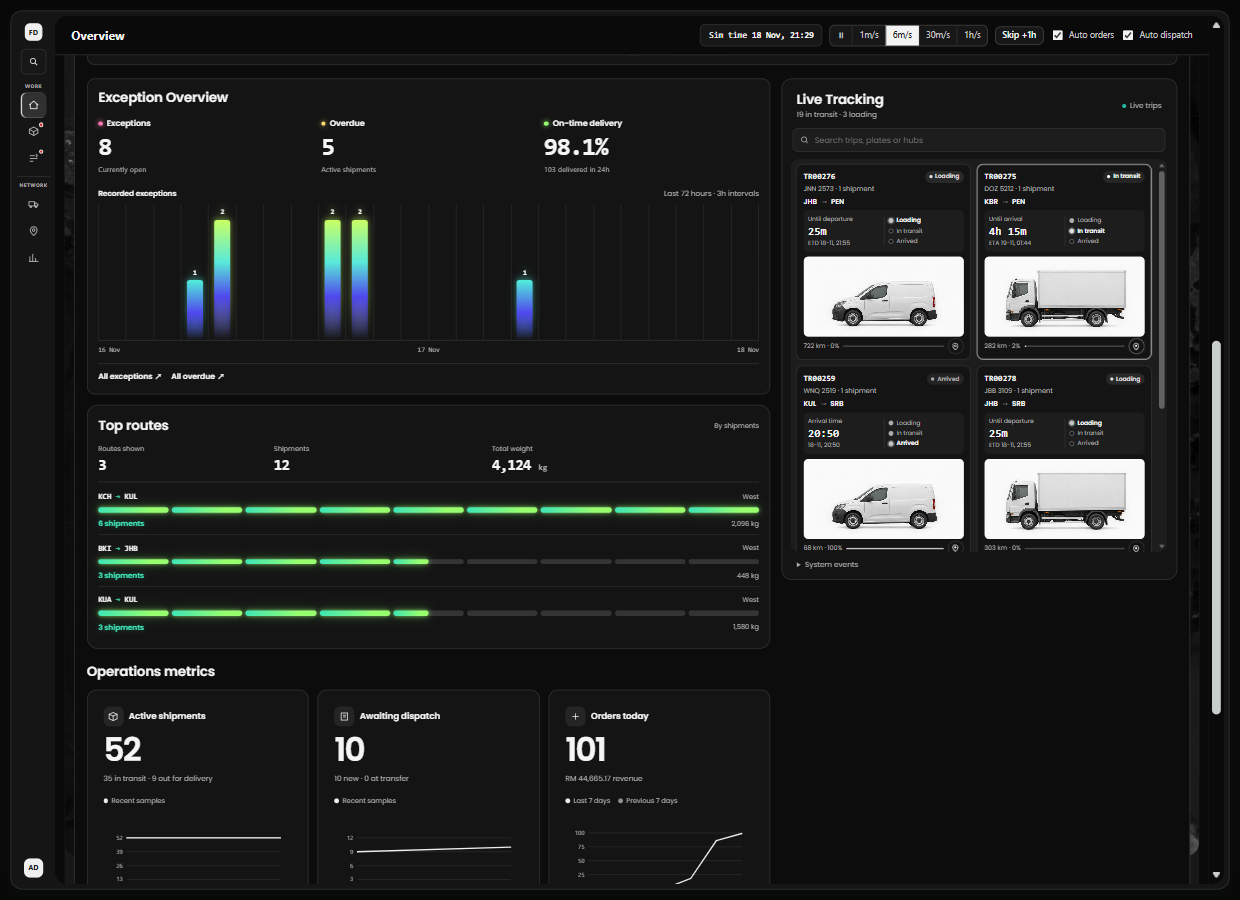 FD
Overview
Sim time 18 Nov, 21:29
1m/s
6m/s
30m/s
1h/s
Skip +1h
Auto orders
Auto dispatch
WORK
NETWORK
AD
Exception Overview
Exceptions
8
Currently open
Overdue
5
Active shipments
On-time delivery
98.1%
103 delivered in 24h
Recorded exceptions
Last 72 hours · 3h intervals
1
2
2
2
1
16 Nov
17 Nov
18 Nov
All exceptions ↗
All overdue ↗
Top routes
By shipments
Routes shown
3
Shipments
12
Total weight
4,124 kg
KCH → KUL
West
6 shipments
2,096 kg
BKI → JHB
West
3 shipments
448 kg
KUA → KUL
West
3 shipments
1,580 kg
Operations metrics
Active shipments
52
35 in transit · 9 out for delivery
Recent samples
52
39
26
13
Awaiting dispatch
10
10 new · 0 at transfer
Recent samples
12
9
6
3
Orders today
101
RM 44,665.17 revenue
Last 7 days
Previous 7 days
100
75
50
25
Live Tracking
19 in transit · 3 loading
Live trips
Search trips, plates or hubs
TR00276
Loading
JNN 2573 · 1 shipment
JHB → PEN
Until departure
25m
ETD 18-11, 21:55
Loading
In transit
Arrived
722 km · 0%
TR00275
In transit
DOZ 5212 · 1 shipment
KBR → PEN
Until arrival
4h 15m
ETA 19-11, 01:44
Loading
In transit
Arrived
282 km · 2%
TR00259
Arrived
WNQ 2519 · 1 shipment
KUL → SRB
Arrival time
20:50
18-11, 20:50
Loading
In transit
Arrived
68 km · 100%
TR00278
Loading
JBB 3109 · 1 shipment
JHB → SRB
Until departure
25m
ETD 18-11, 21:55
Loading
In transit
Arrived
303 km · 0%
System events